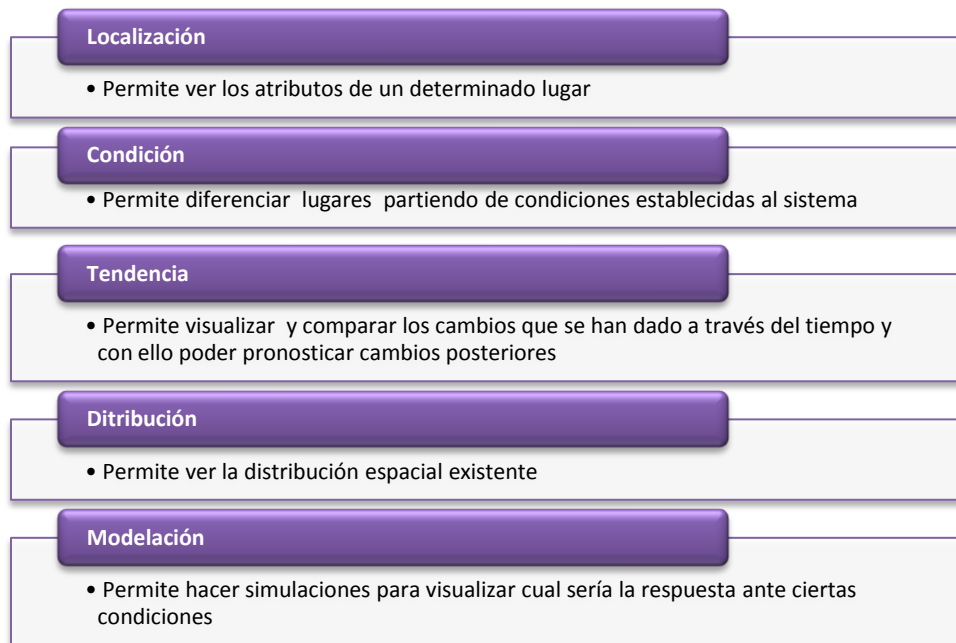 Localización
• Permite ver los atributos de un determinado lugar
Condición
• Permite diferenciar lugares partiendo de condiciones establecidas al sistema
Tendencia
• Permite visualizar y comparar los cambios que se han dado a través del tiempo y
con ello poder pronosticar cambios posteriores
Ditribución
• Permite ver la distribución espacial existente
Modelación
• Permite hacer simulaciones para visualizar cual sería la respuesta ante ciertas
condiciones